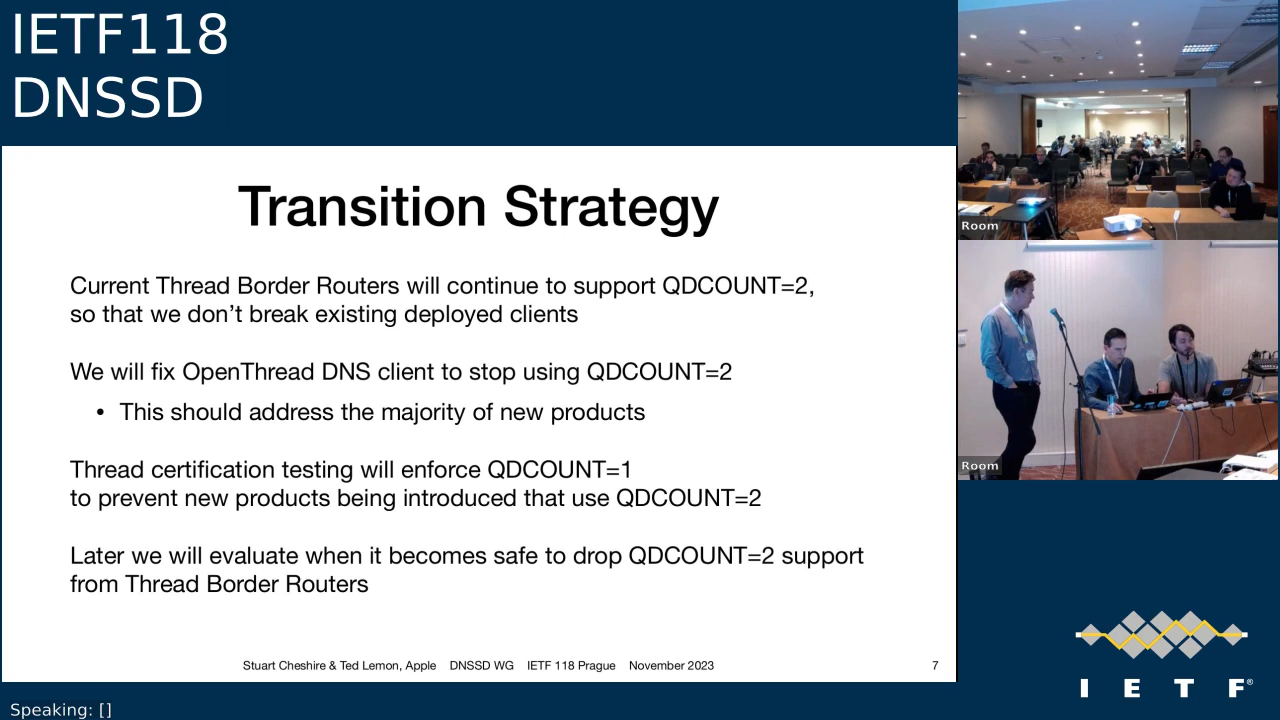 IETF118
DNSSD
Transition Strategy
Current Thread Border Routers will continue to support QDCOUNT=2,
so that we don’t break existing deployed clients
We will fix OpenThread DNS client to stop using QDCOUNT=2
• This should address the majority of new products
Thread certification testing will enforce QDCOUNT=1
to prevent new products being introduced that use QDCOUNT=2
Later we will evaluate when it becomes safe to drop QDCOUNT=2 support
from Thread Border Routers
Stuart Cheshire & Ted Lemon, Apple DNSSD WG IETF 118 Prague November 2023
7
Room
Room
I E T F®
Speaking: []